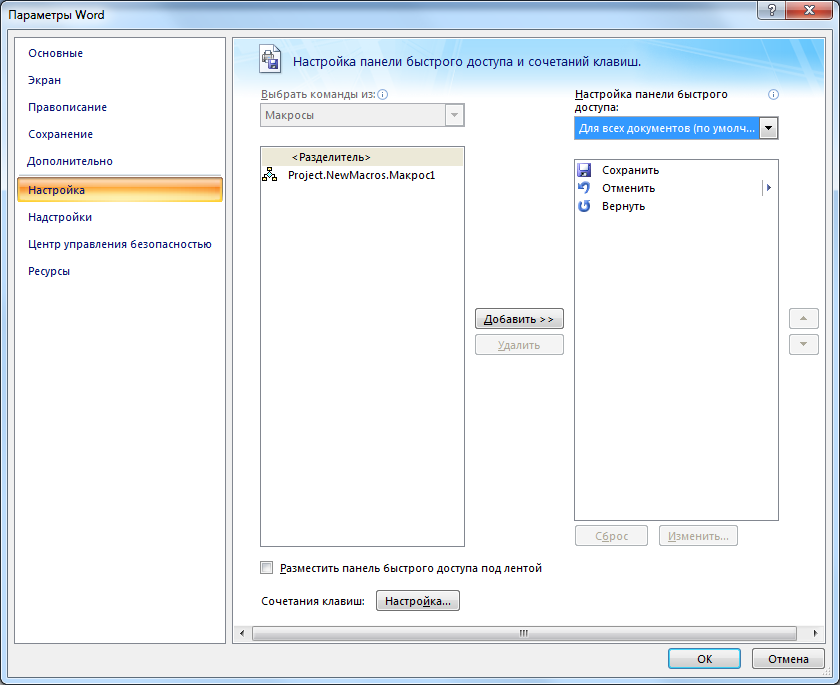 Параметры Word
Основные
Экран
Правописание
Сохранение
Дополнительно
Настройка
Надстройки
Центр управления безопасностью
Ресурсы
Настройка панели быстрого доступа и сочетаний клавиш.
Выбрать команды из:
Макросы
<Разделитель>
Project.NewMacros.Макрос1
Добавить >>
Удалить
Настройка панели быстрого
доступа:
Для всех документов (по умолч...
Сохранить
Отменить
Вернуть
Сброс
Изменить...
Разместить панель быстрого доступа под лентой
Сочетания клавиш:
Настройка...
ОК
Отмена